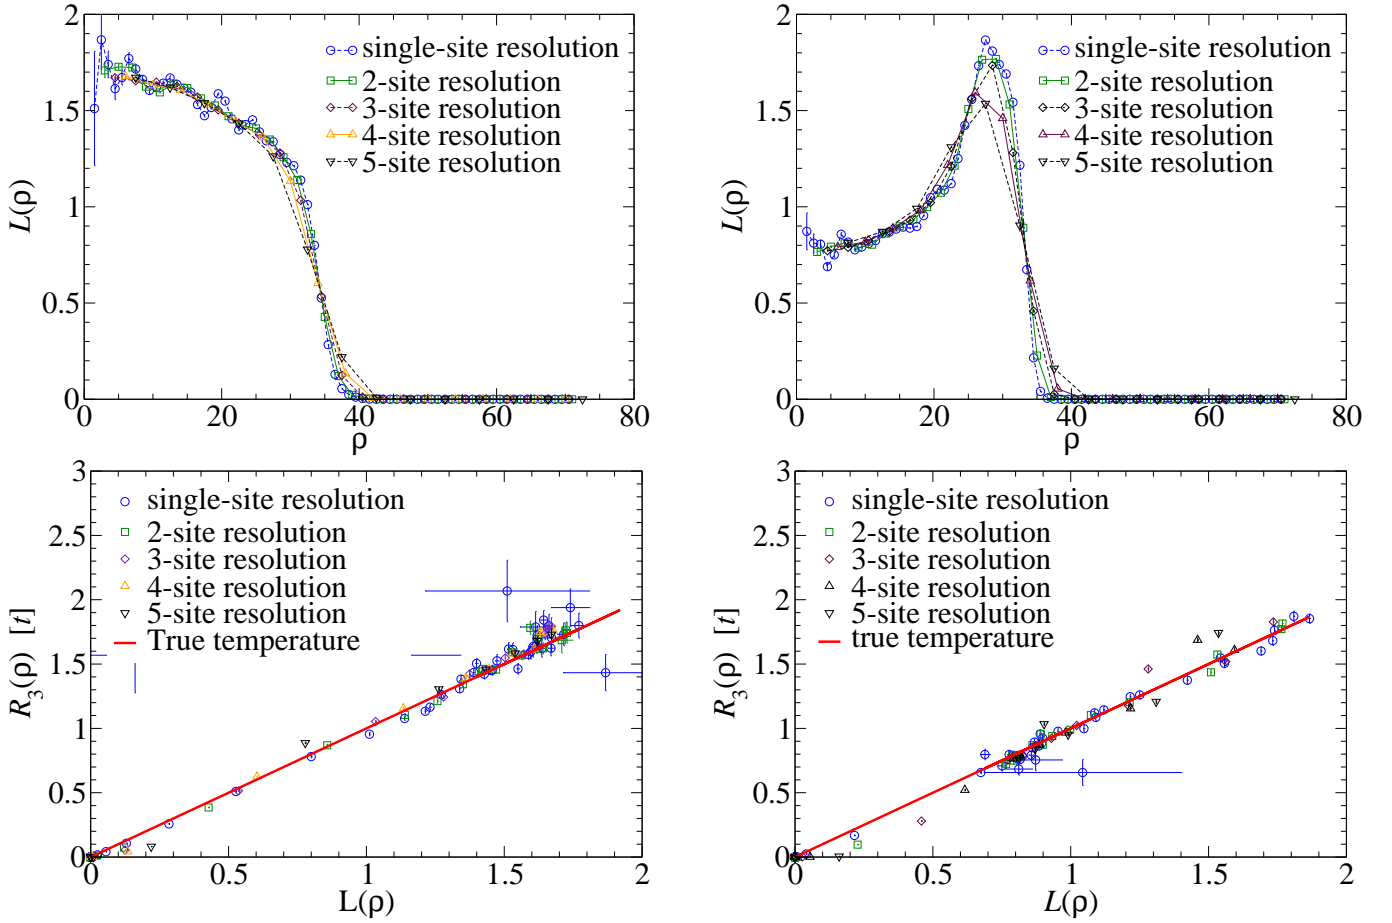 2
1.5
1
0.5
0
L(ρ)
0 20 40 60 80
ρ
single-site resolution
2-site resolution
3-site resolution
4-site resolution
5-site resolution
2
1.5
1
0.5
0
L(ρ)
0 20 40 60 80
ρ
single-site resolution
2-site resolution
3-site resolution
4-site resolution
5-site resolution
3
2.5
2
1.5
1
0.5
0
R₃(ρ) [t]
0 0.5 1 1.5 2
L(ρ)
single-site resolution
2-site resolution
3-site resolution
4-site resolution
5-site resolution
True temperature
3
2.5
2
1.5
1
0.5
0
R₃(ρ) [t]
0 0.5 1 1.5 2
L(ρ)
single-site resolution
2-site resolution
3-site resolution
4-site resolution
5-site resolution
true temperature